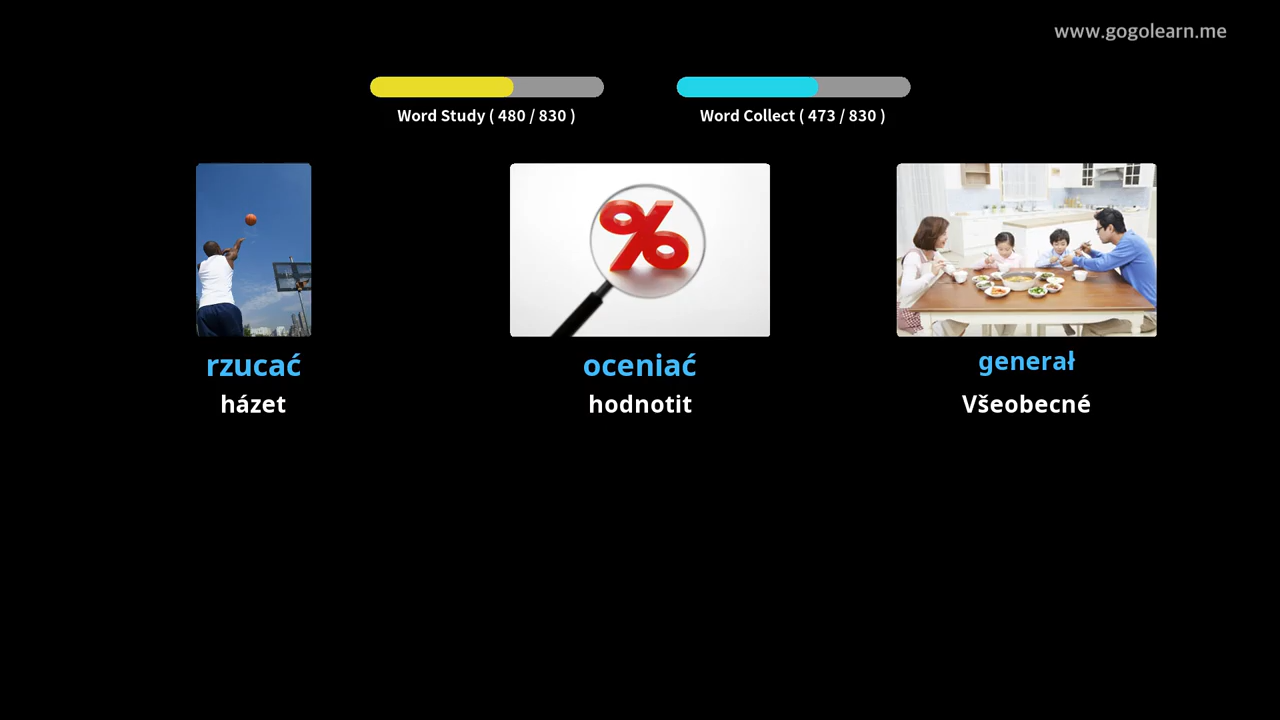 www.gogolearn.me
Word Study ( 480 / 830 )
Word Collect ( 473 / 830 )
rzucać
oceniać
generał
házet
hodnotit
Všeobecné
%